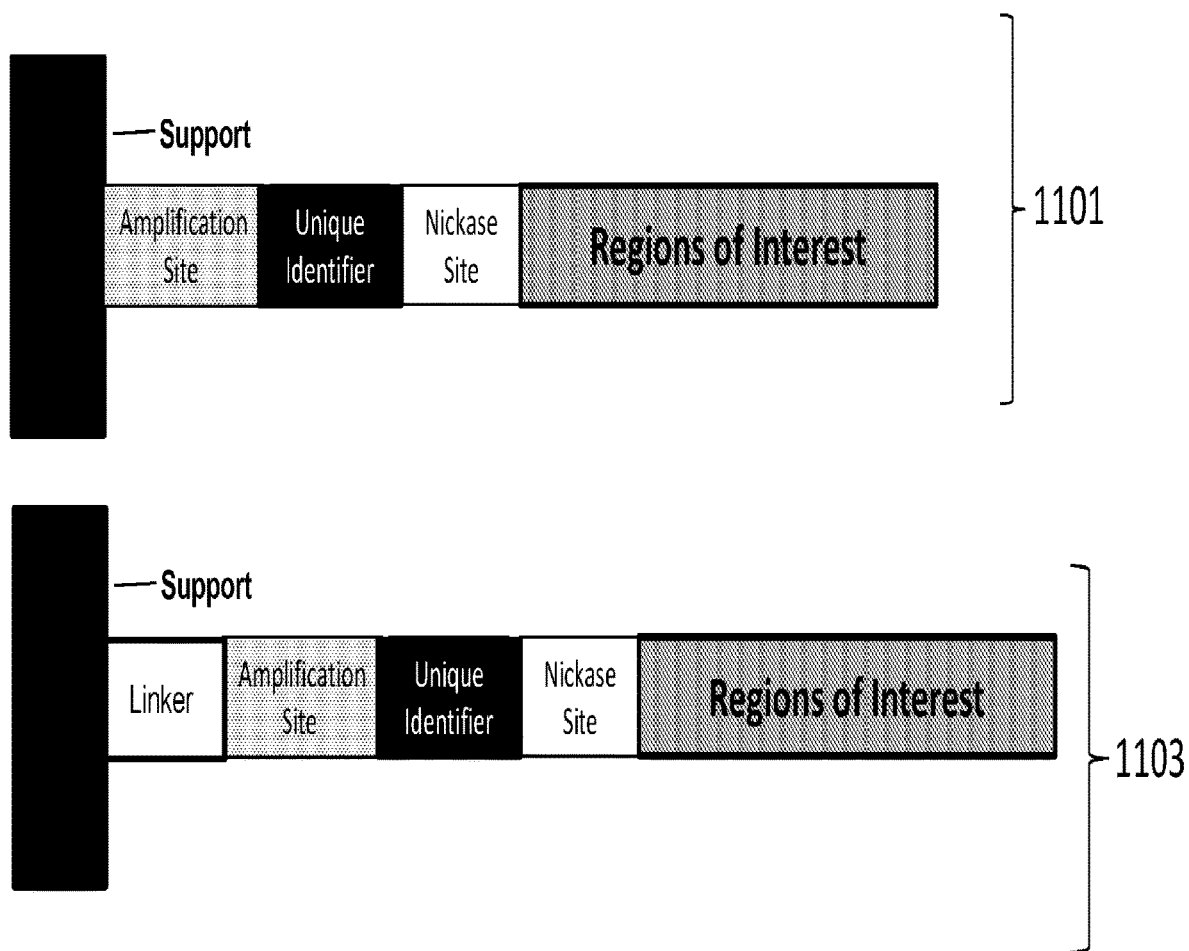 Support
Amplification
Site
Unique
Identifier
Nickase
Site
Regions of Interest
1101
Support
Linker
Amplification
Site
Unique
Identifier
Nickase
Site
Regions of Interest
1103